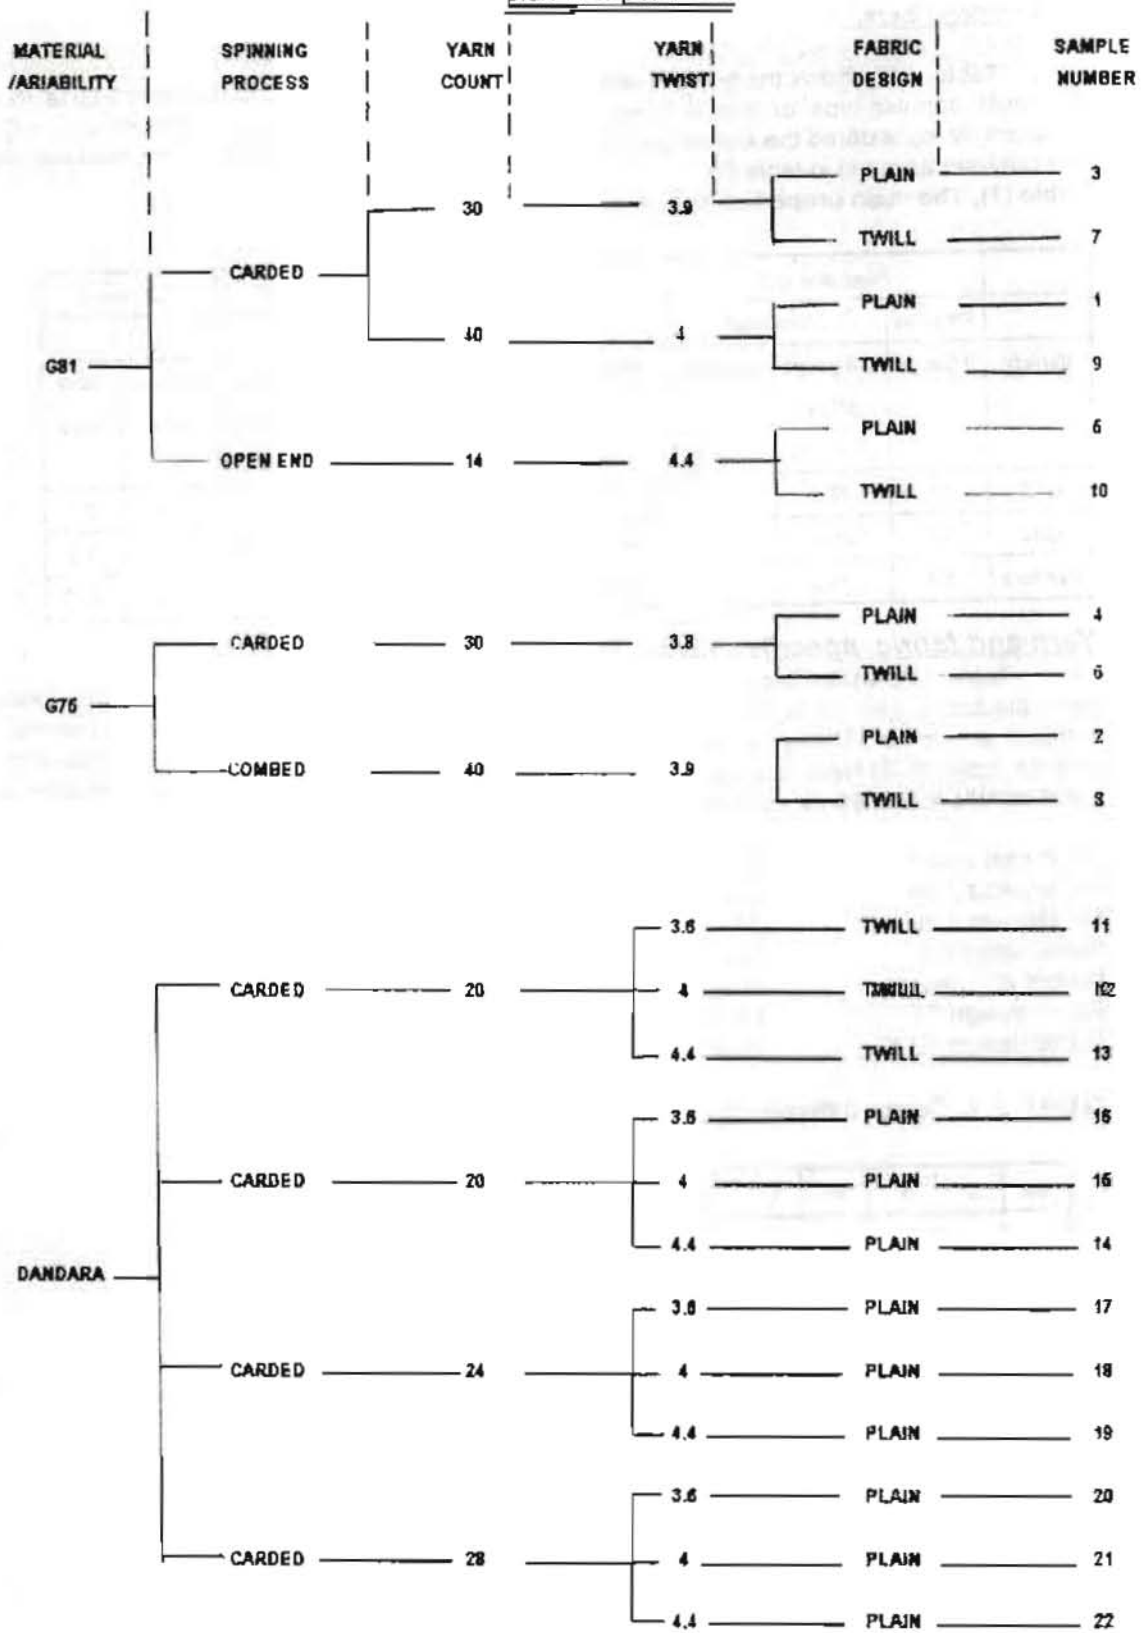 MATERIAL SPINNING YARN YARN FABRIC SAMPLE
/ARIABILITY PROCESS COUNT TWIST DESIGN NUMBER
PLAIN 3
30 3.9
TWILL 7
CARDED
PLAIN 1
40 4
G81 TWILL 9
PLAIN
OPEN END 14 4.4
TWILL 10
PLAIN 4
CARDED 30 3.8
TWILL
PLAIN 2
COMBED 40 3.9
TWILL 8
3.6 TWILL 11
CARDED 20 4 TWILL 12
4.4 TWILL 13
3.6 PLAIN 16
CARDED 20 4 PLAIN 15
4.4 PLAIN 14
DANDARA
3.6 PLAIN 17
CARDED 24 4 PLAIN 18
4.4 PLAIN 19
3.6 PLAIN 20
CARDED 28 4 PLAIN 21
4.4 PLAIN 22
Yarn and fabric